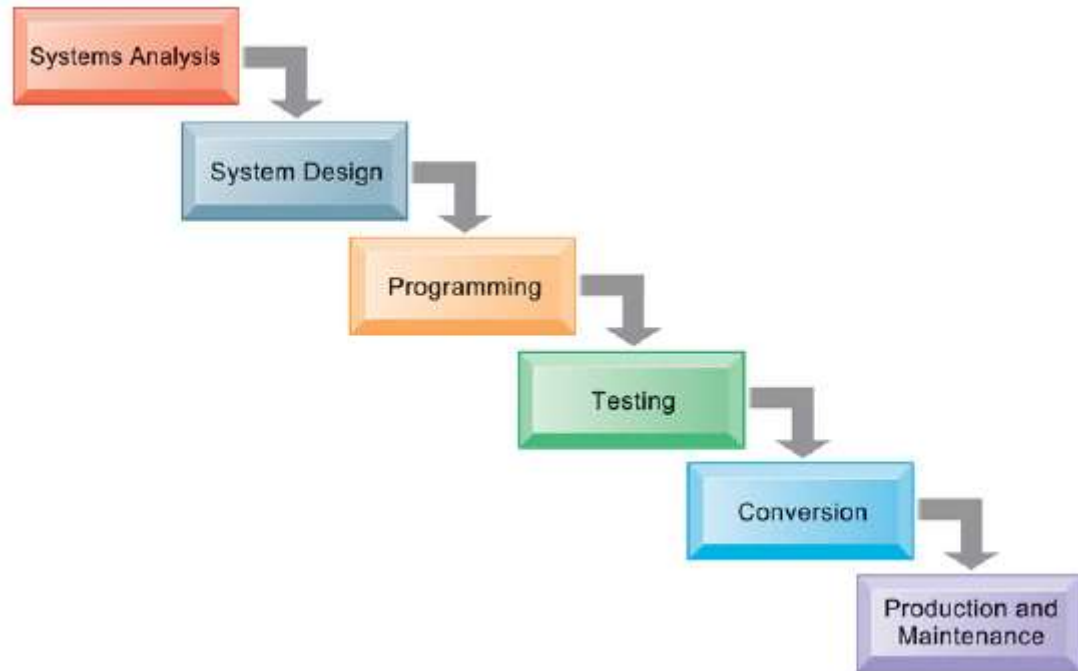 Systems Analysis
System Design
Programming
Testing
Conversion
Production and
Maintenance